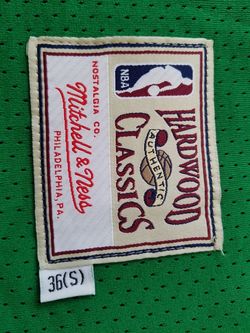 NBA
HARDWOOD
AUTHENTIC
CLASSICS
NOSTALGIA CO.
Mitchell & Ness
PHILADELPHIA, PA.
36(S)